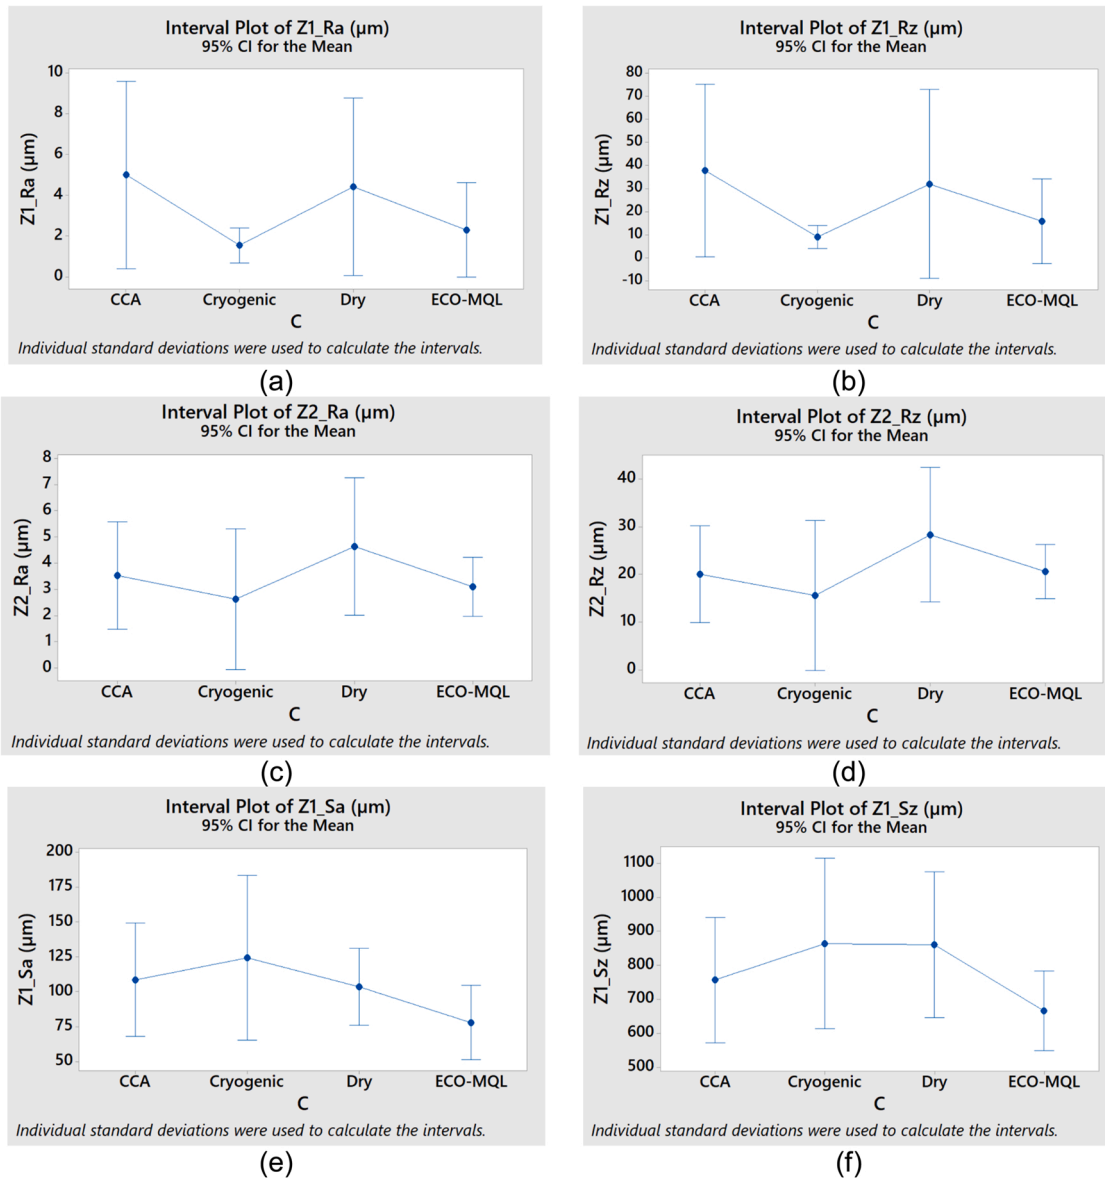 Interval Plot of Z1_Ra (µm)
95% CI for the Mean
Z1_Ra (µm)
10
8
6
4
2
0
CCA Cryogenic Dry ECO-MQL
C
Individual standard deviations were used to calculate the intervals.
(a)
Interval Plot of Z1_Rz (µm)
95% CI for the Mean
Z1_Rz (µm)
80
70
60
50
40
30
20
10
0
-10
CCA Cryogenic Dry ECO-MQL
C
Individual standard deviations were used to calculate the intervals.
(b)
Interval Plot of Z2_Ra (µm)
95% CI for the Mean
Z2_Ra (µm)
8
7
6
5
4
3
2
1
0
CCA Cryogenic Dry ECO-MQL
C
Individual standard deviations were used to calculate the intervals.
(c)
Interval Plot of Z2_Rz (µm)
95% CI for the Mean
Z2_Rz (µm)
40
30
20
10
0
CCA Cryogenic Dry ECO-MQL
C
Individual standard deviations were used to calculate the intervals.
(d)
Interval Plot of Z1_Sa (µm)
95% CI for the Mean
Z1_Sa (µm)
200
175
150
125
100
75
50
CCA Cryogenic Dry ECO-MQL
C
Individual standard deviations were used to calculate the intervals.
(e)
Interval Plot of Z1_Sz (µm)
95% CI for the Mean
Z1_Sz (µm)
1100
1000
900
800
700
600
500
CCA Cryogenic Dry ECO-MQL
C
Individual standard deviations were used to calculate the intervals.
(f)